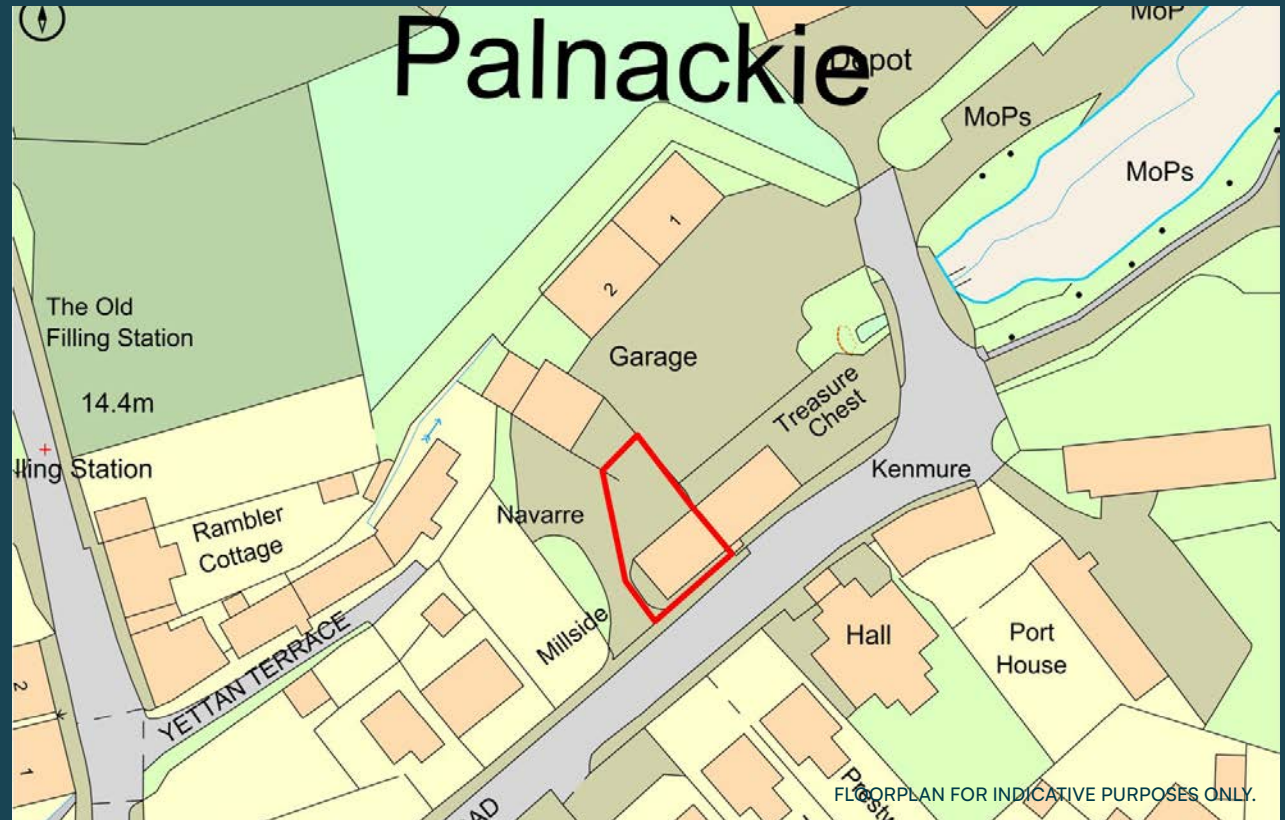 Palnackie
Depot
MoP
MoPs
MoPs
1
2
The Old
Filling Station
14.4m
Garage
Treasure
Chest
lling Station
Kenmure
Rambler
Cottage
Navarre
Millside
Hall
Port
House
YETTAN TERRACE
2
1
AD
Prestw
FLOORPLAN FOR INDICATIVE PURPOSES ONLY.